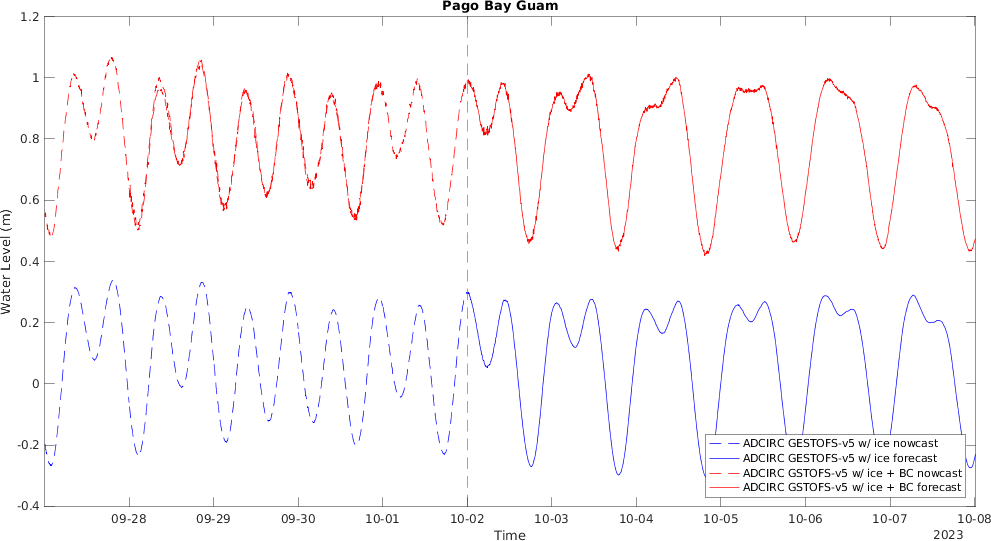 Pago Bay Guam
1.2
1
0.8
0.6
0.4
0.2
0
-0.2
-0.4
Water Level (m)
ADCIRC GESTOFS-v5 w/ ice nowcast
ADCIRC GESTOFS-v5 w/ ice forecast
ADCIRC GSTOFS-v5 w/ ice + BC nowcast
ADCIRC GSTOFS-v5 w/ ice + BC forecast
09-28 09-29 09-30 10-01 10-02 10-03 10-04 10-05 10-06 10-07 10-08
Time
2023